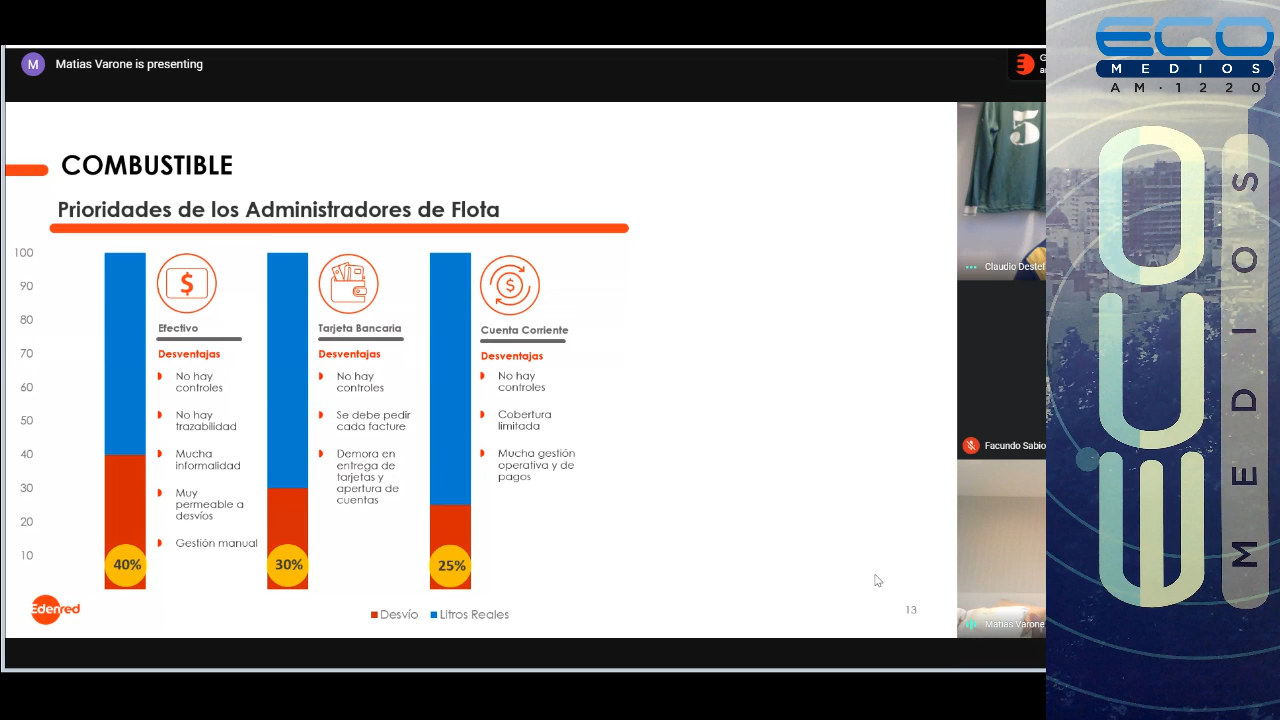 M Matias Varone is presenting
COMBUSTIBLE
Prioridades de los Administradores de Flota
100
90
80
70
60
50
40
30
20
10
$
Efectivo
Desventajas
No hay
controles
No hay
trazabilidad
Mucha
informalidad
Muy
permeable a
desvíos
Gestión manual
40%
Tarjeta Bancaria
Desventajas
No hay
controles
Se debe pedir
cada facture
Demora en
entrega de
tarjetas y
apertura de
cuentas
30%
$
Cuenta Corriente
Desventajas
No hay
controles
Cobertura
limitada
Mucha gestión
operativa y de
pagos
25%
Edenred
Desvío Litros Reales
13
5
Claudio Destef
Facundo Sabio
Matias Varone
ECO
MEDIOS
AM·1220
ECO
MEDIOS